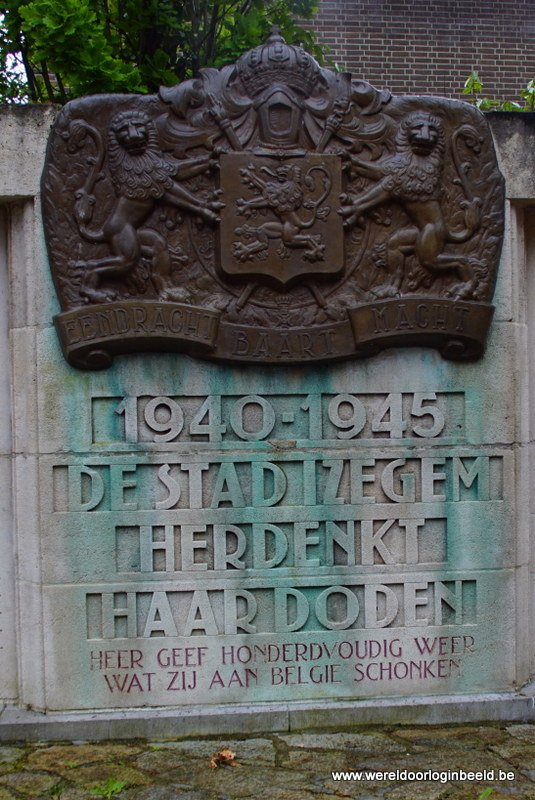 EENDRACHT BAART MACHT
1940-1945
DE STAD IZEGEM
HERDENKT
HAAR DODEN
HEER GEEF HONDERDVOUDIG WEER
WAT ZIJ AAN BELGIE SCHONKEN
www.wereldoorloginbeeld.be